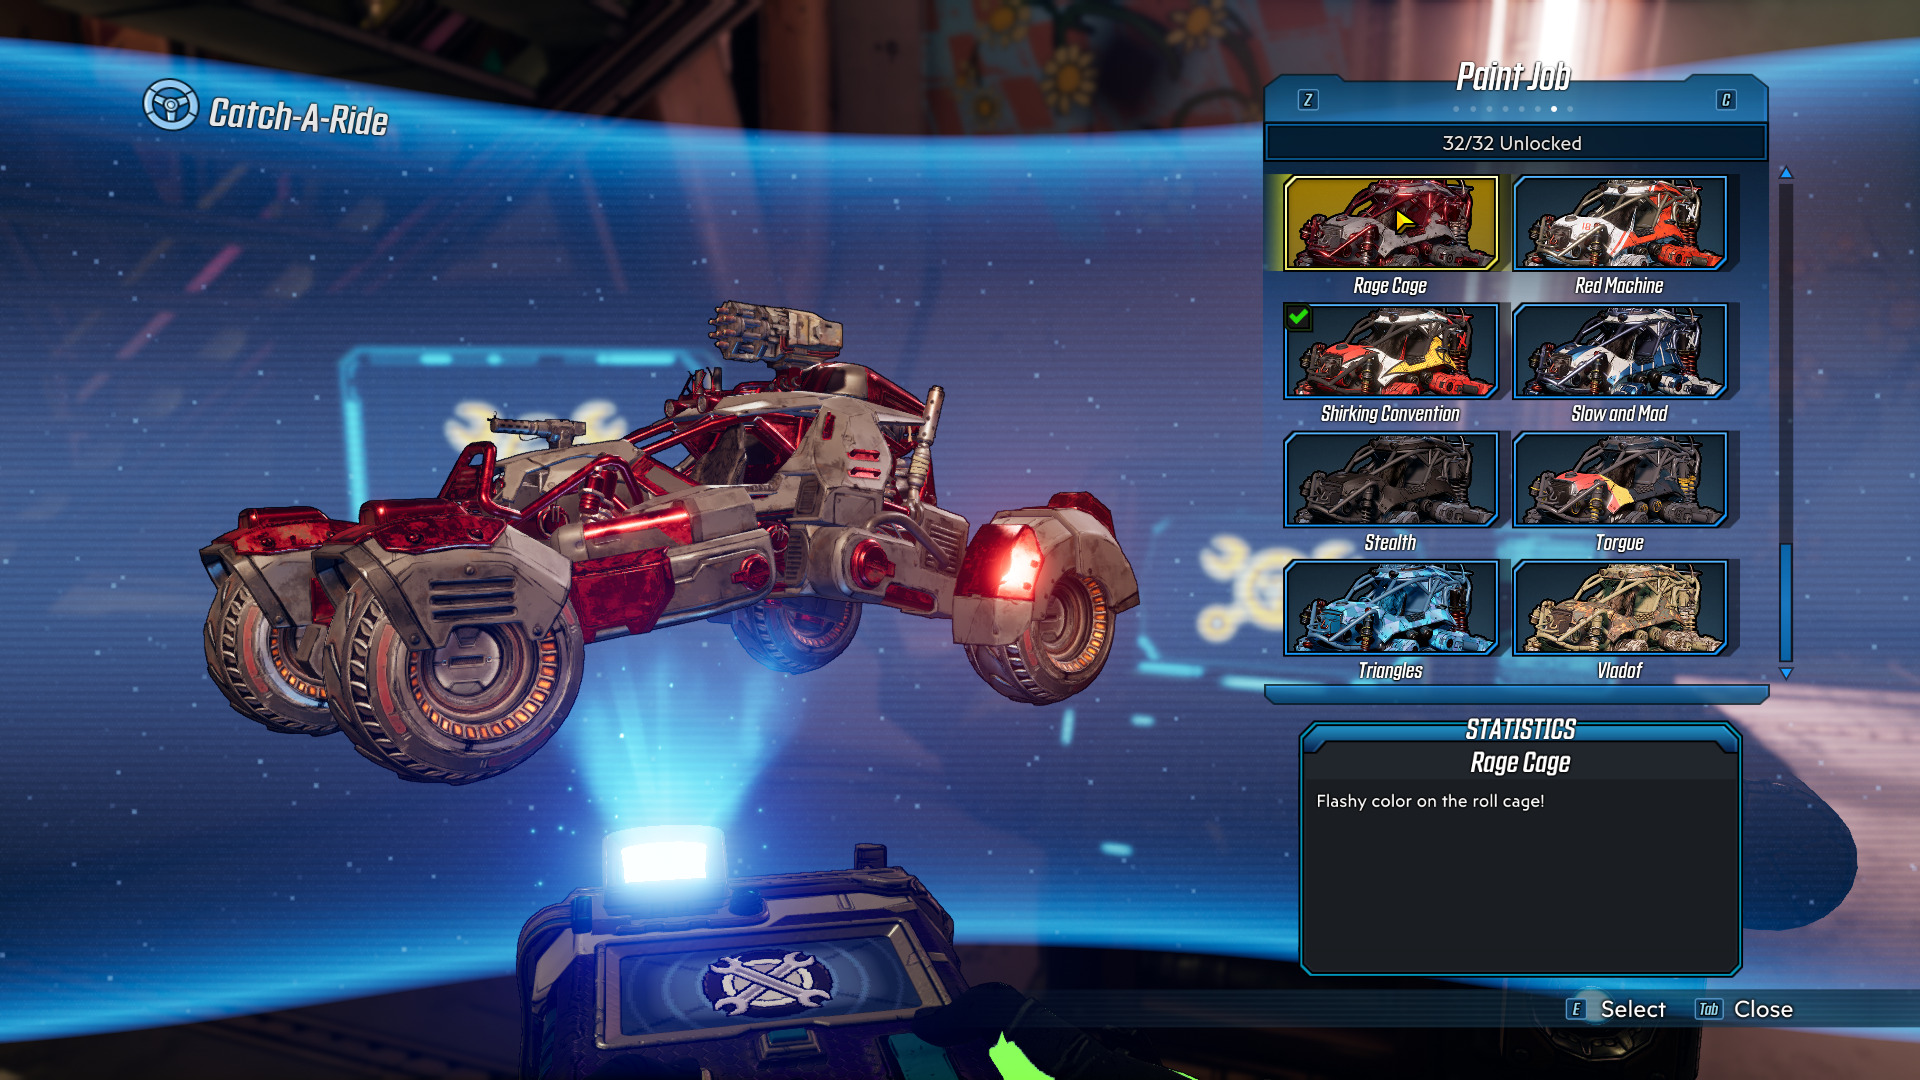 Catch-A-Ride
Paint Job
Z
C
32/32 Unlocked
Rage Cage
Red Machine
Shirking Convention
Slow and Mad
Stealth
Torgue
Triangles
Vladof
STATISTICS
Rage Cage
Flashy color on the roll cage!
E Select
Tab Close